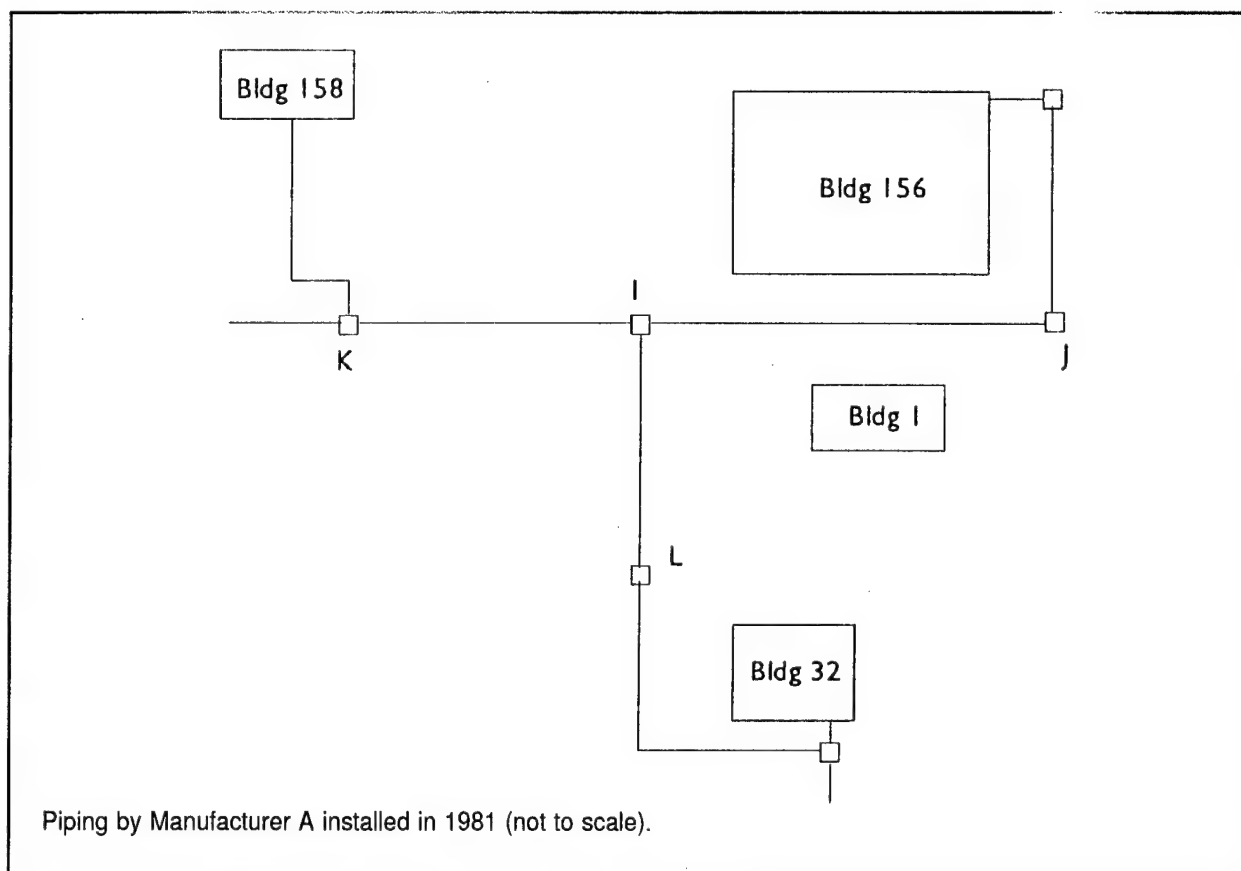 Bldg 158
Bldg 156
I
K
J
Bldg 1
L
Bldg 32
Piping by Manufacturer A installed in 1981 (not to scale).